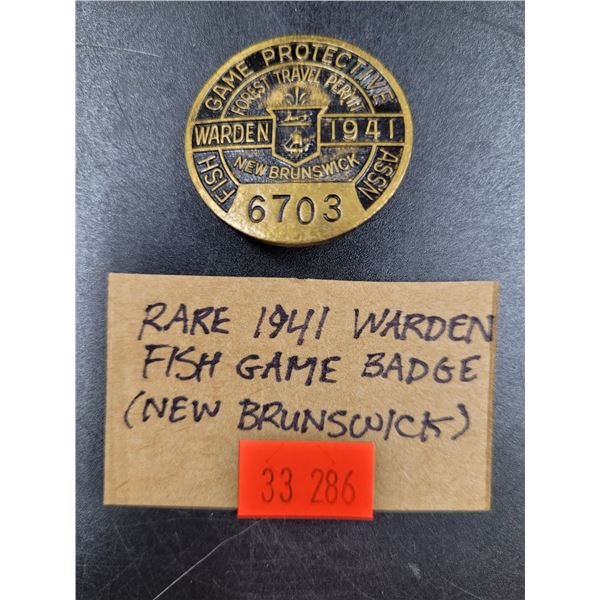 FISH GAME PROTECTIVE ASS'N
FOREST TRAVEL PERMIT
WARDEN 1941
NEW BRUNSWICK
6703
RARE 1941 WARDEN
FISH GAME BADGE
(NEW BRUNSWICK)
33 286